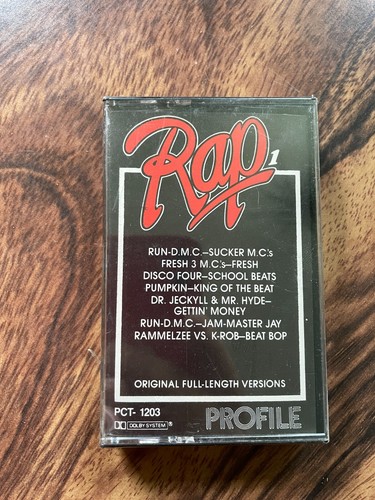 Rap 1
RUN-D.M.C.–SUCKER M.C.'s
FRESH 3 M.C.'s–FRESH
DISCO FOUR–SCHOOL BEATS
PUMPKIN–KING OF THE BEAT
DR. JECKYLL & MR. HYDE–
GETTIN' MONEY
RUN-D.M.C.–JAM-MASTER JAY
RAMMELZEE VS. K-ROB–BEAT BOP
ORIGINAL FULL-LENGTH VERSIONS
PCT- 1203
DOLBY SYSTEM ®
PROFILE